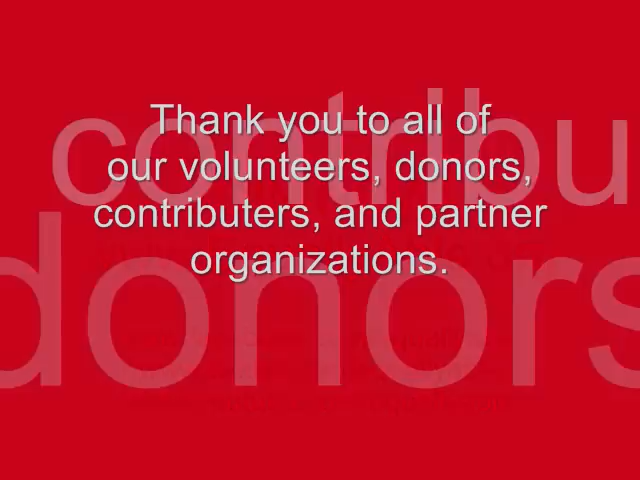 Thank you to all of
our volunteers, donors,
contributers, and partner
organizations.
contribu
donors